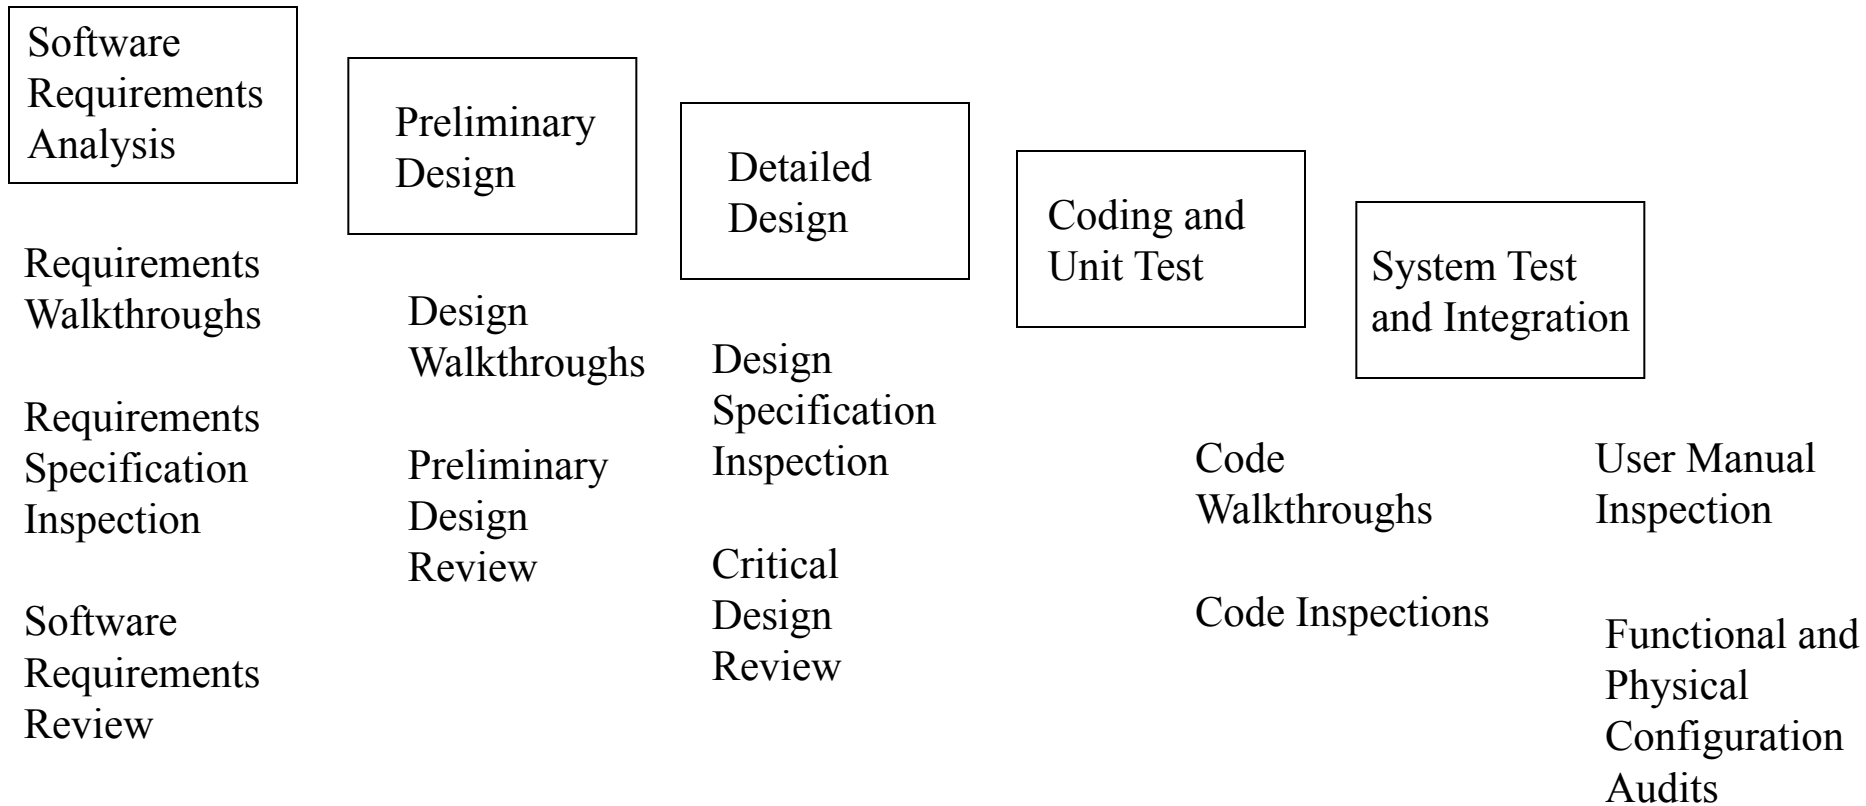 Software
Requirements
Analysis
Requirements
Walkthroughs
Requirements
Specification
Inspection
Software
Requirements
Review
Preliminary
Design
Design
Walkthroughs
Preliminary
Design
Review
Detailed
Design
Design
Specification
Inspection
Critical
Design
Review
Coding and
Unit Test
Code
Walkthroughs
Code Inspections
System Test
and Integration
User Manual
Inspection
Functional and
Physical
Configuration
Audits